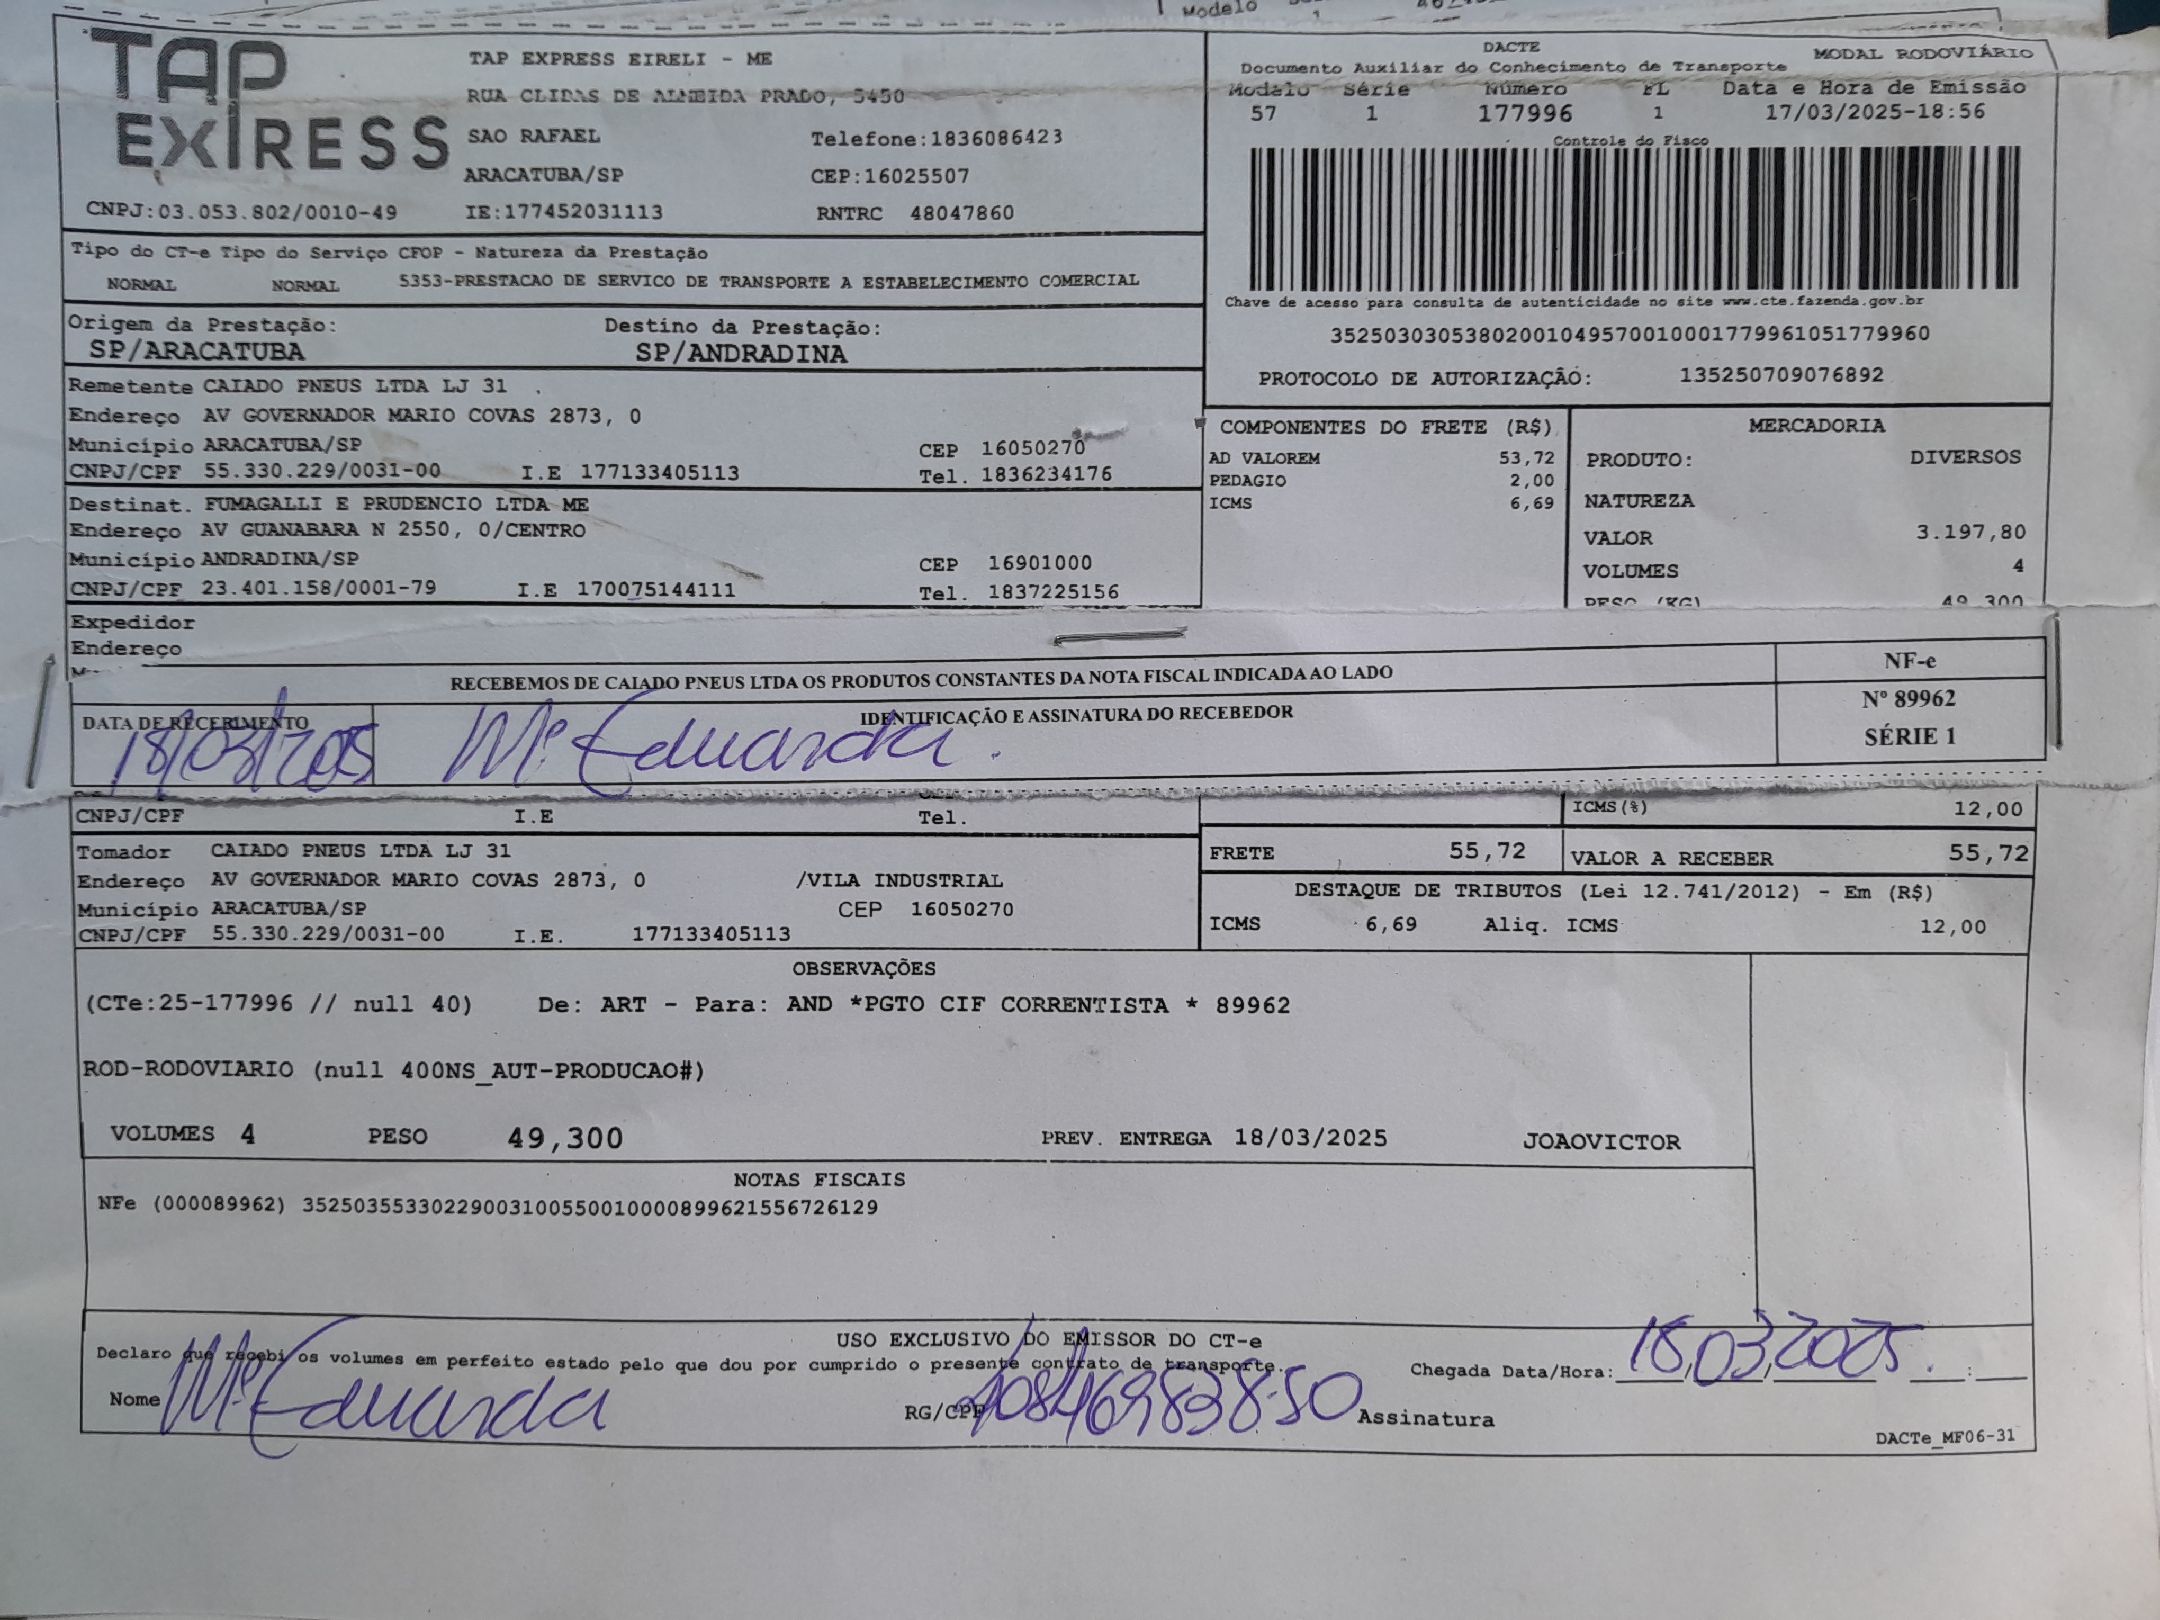 Modelo
TAP
EXPRESS
TAP EXPRESS EIRELI - ME
RUA CLIDAS DE ALMEIDA PRADO, 5450
SAO RAFAEL Telefone:1836086423
ARACATUBA/SP CEP:16025507
CNPJ:03.053.802/0010-49 IE:177452031113 RNTRC 48047860
DACTE MODAL RODOVIÁRIO
Documento Auxiliar do Conhecimento de Transporte
Modelo Série Número FL Data e Hora de Emissão
57 1 177996 1 17/03/2025-18:56
Controle do Fisco
Chave de acesso para consulta de autenticidade no site www.cte.fazenda.gov.br
35250303053802001049570010001779961051779960
PROTOCOLO DE AUTORIZAÇÃO: 135250709076892
Tipo do CT-e Tipo do Serviço CFOP - Natureza da Prestação
NORMAL NORMAL 5353-PRESTACAO DE SERVICO DE TRANSPORTE A ESTABELECIMENTO COMERCIAL
Origem da Prestação: Destino da Prestação:
SP/ARACATUBA SP/ANDRADINA
Remetente CAIADO PNEUS LTDA LJ 31 .
Endereço AV GOVERNADOR MARIO COVAS 2873, 0
Município ARACATUBA/SP CEP 16050270
CNPJ/CPF 55.330.229/0031-00 I.E 177133405113 Tel. 1836234176
Destinat. FUMAGALLI E PRUDENCIO LTDA ME
Endereço AV GUANABARA N 2550, 0/CENTRO
Município ANDRADINA/SP CEP 16901000
CNPJ/CPF 23.401.158/0001-79 I.E 170075144111 Tel. 1837225156
COMPONENTES DO FRETE (R$)
AD VALOREM 53,72
PEDAGIO 2,00
ICMS 6,69
MERCADORIA
PRODUTO: DIVERSOS
NATUREZA
VALOR 3.197,80
VOLUMES 4
PESO (KG) 49,300
Expedidor
Endereço
RECEBEMOS DE CAIADO PNEUS LTDA OS PRODUTOS CONSTANTES DA NOTA FISCAL INDICADA AO LADO
NF-e
Nº 89962
SÉRIE 1
DATA DE RECEBIMENTO IDENTIFICAÇÃO E ASSINATURA DO RECEBEDOR
18/03/205 Mª Eduarda.
CNPJ/CPF I.E Tel.
ICMS(%) 12,00
Tomador CAIADO PNEUS LTDA LJ 31
Endereço AV GOVERNADOR MARIO COVAS 2873, 0 /VILA INDUSTRIAL
Município ARACATUBA/SP CEP 16050270
CNPJ/CPF 55.330.229/0031-00 I.E. 177133405113
FRETE 55,72 VALOR A RECEBER 55,72
DESTAQUE DE TRIBUTOS (Lei 12.741/2012) - Em (R$)
ICMS 6,69 Aliq. ICMS 12,00
OBSERVAÇÕES
(CTe:25-177996 // null 40) De: ART - Para: AND *PGTO CIF CORRENTISTA * 89962
ROD-RODOVIARIO (null 400NS_AUT-PRODUCAO#)
VOLUMES 4 PESO 49,300 PREV. ENTREGA 18/03/2025 JOAOVICTOR
NOTAS FISCAIS
NFe (000089962) 35250355330229003100550010000899621556726129
USO EXCLUSIVO DO EMISSOR DO CT-e
Declaro que recebi os volumes em perfeito estado pelo que dou por cumprido o presente contrato de transporte.
Chegada Data/Hora: 18,03,2025. :
Nome Mª Eduarda RG/CPF 408469838-50 Assinatura
DACTe_MF06-31